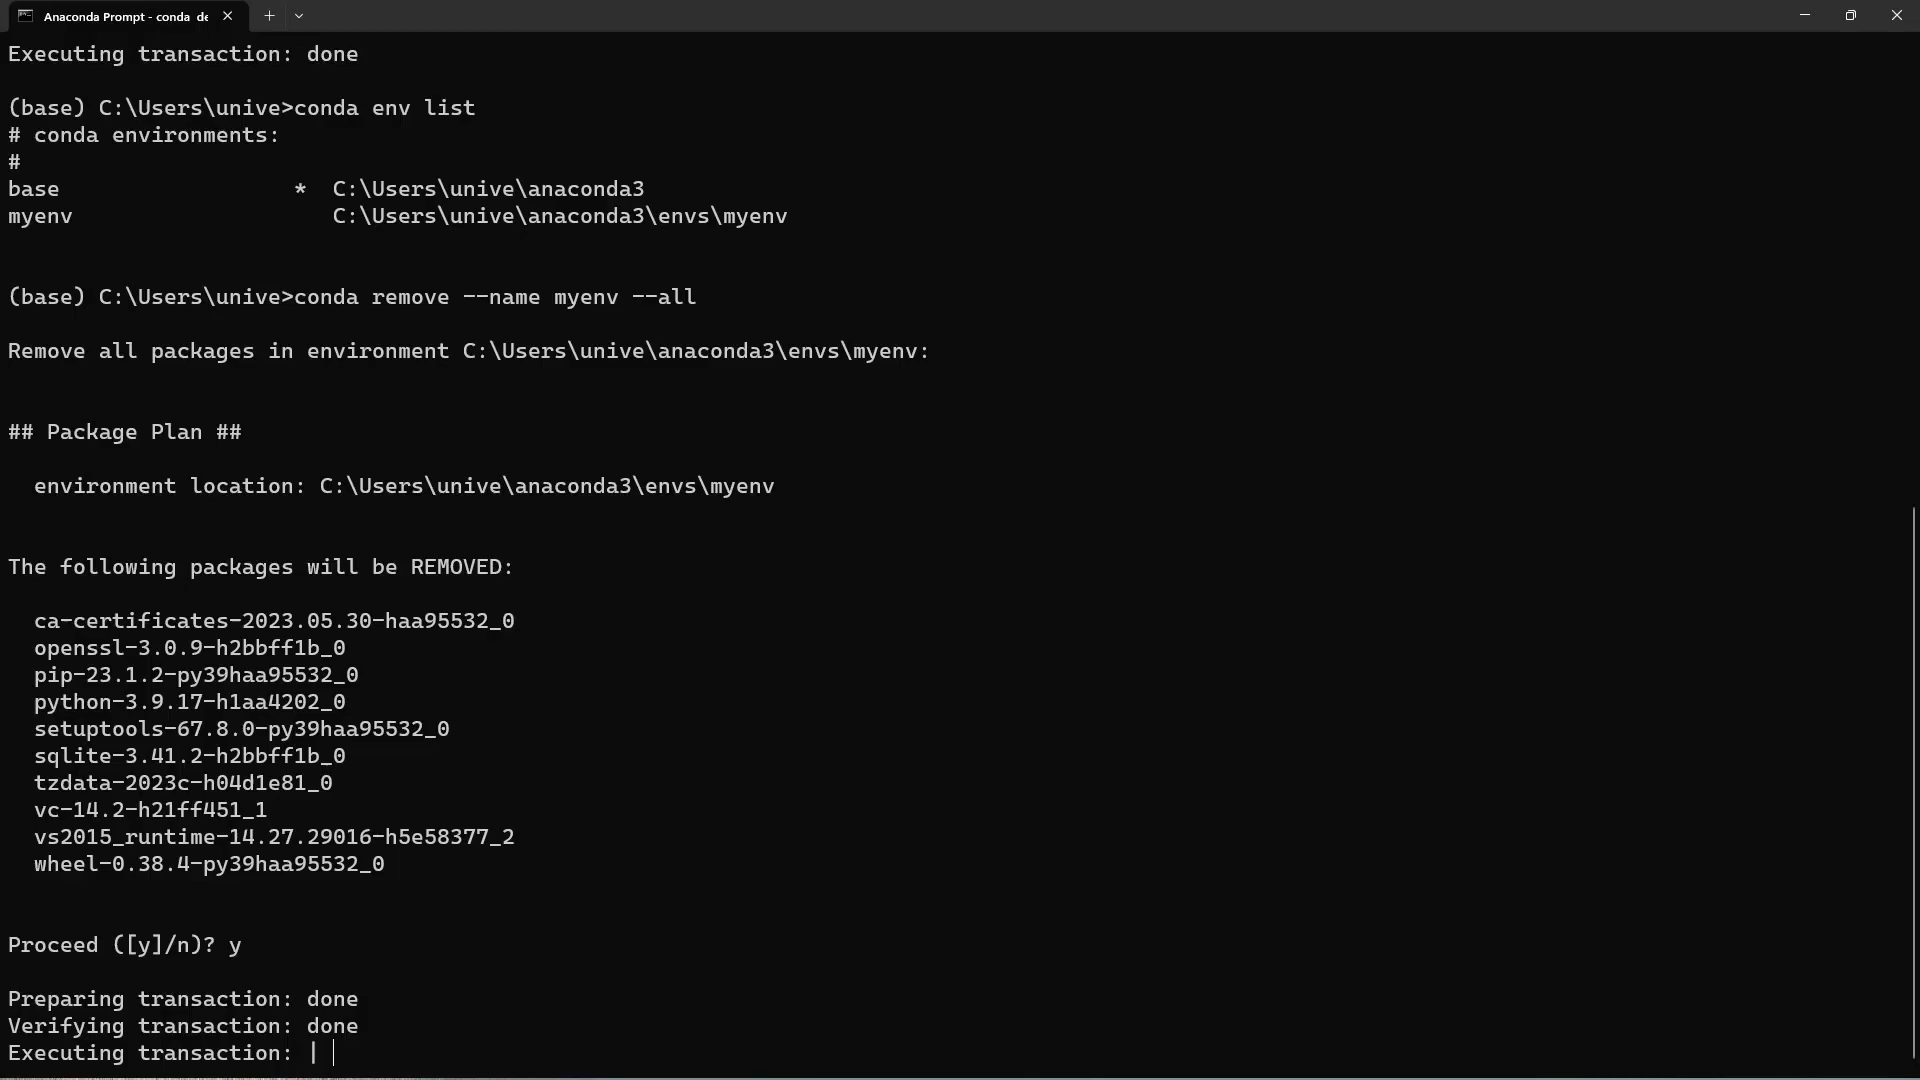 Anaconda Prompt - conda de
Executing transaction: done
(base) C:\Users\unive>conda env list
# conda environments:
#
base                  *  C:\Users\unive\anaconda3
myenv                    C:\Users\unive\anaconda3\envs\myenv
(base) C:\Users\unive>conda remove --name myenv --all
Remove all packages in environment C:\Users\unive\anaconda3\envs\myenv:
## Package Plan ##
  environment location: C:\Users\unive\anaconda3\envs\myenv
The following packages will be REMOVED:
  ca-certificates-2023.05.30-haa95532_0
  openssl-3.0.9-h2bbff1b_0
  pip-23.1.2-py39haa95532_0
  python-3.9.17-h1aa4202_0
  setuptools-67.8.0-py39haa95532_0
  sqlite-3.41.2-h2bbff1b_0
  tzdata-2023c-h04d1e81_0
  vc-14.2-h21ff451_1
  vs2015_runtime-14.27.29016-h5e58377_2
  wheel-0.38.4-py39haa95532_0
Proceed ([y]/n)? y
Preparing transaction: done
Verifying transaction: done
Executing transaction: |